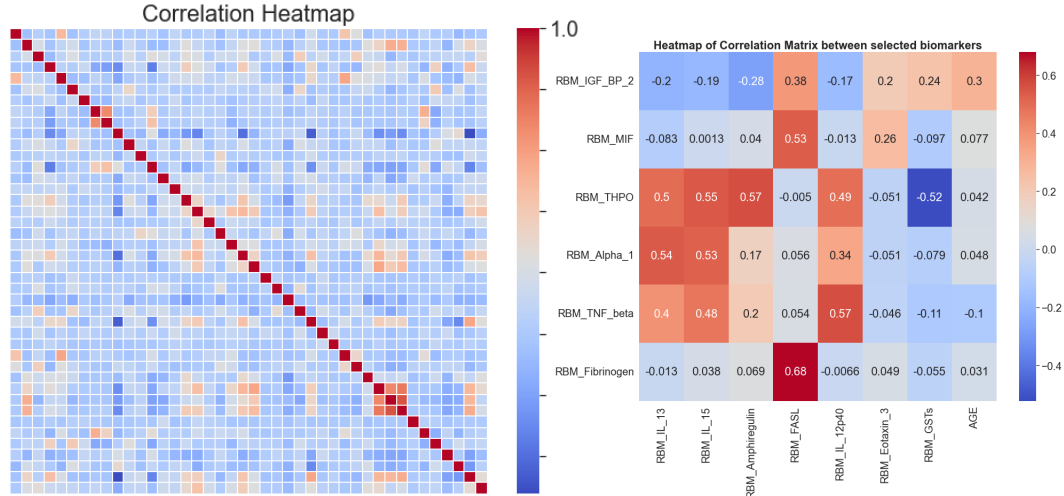 Correlation Heatmap
1.0
Heatmap of Correlation Matrix between selected biomarkers
RBM_IGF_BP_2 -0.2 -0.19 -0.28 0.38 -0.17 0.2 0.24 0.3
RBM_MIF -0.083 0.0013 0.04 0.53 -0.013 0.26 -0.097 0.077
RBM_THPO 0.5 0.55 0.57 -0.005 0.49 -0.051 -0.52 0.042
RBM_Alpha_1 0.54 0.53 0.17 0.056 0.34 -0.051 -0.079 0.048
RBM_TNF_beta 0.4 0.48 0.2 0.054 0.57 -0.046 -0.11 -0.1
RBM_Fibrinogen -0.013 0.038 0.069 0.68 -0.0066 0.049 -0.055 0.031
RBM_IL_13
RBM_IL_15
RBM_Amphiregulin
RBM_FASL
RBM_IL_12p40
RBM_Eotaxin_3
RBM_GSTs
AGE
0.6
0.4
0.2
0.0
-0.2
-0.4